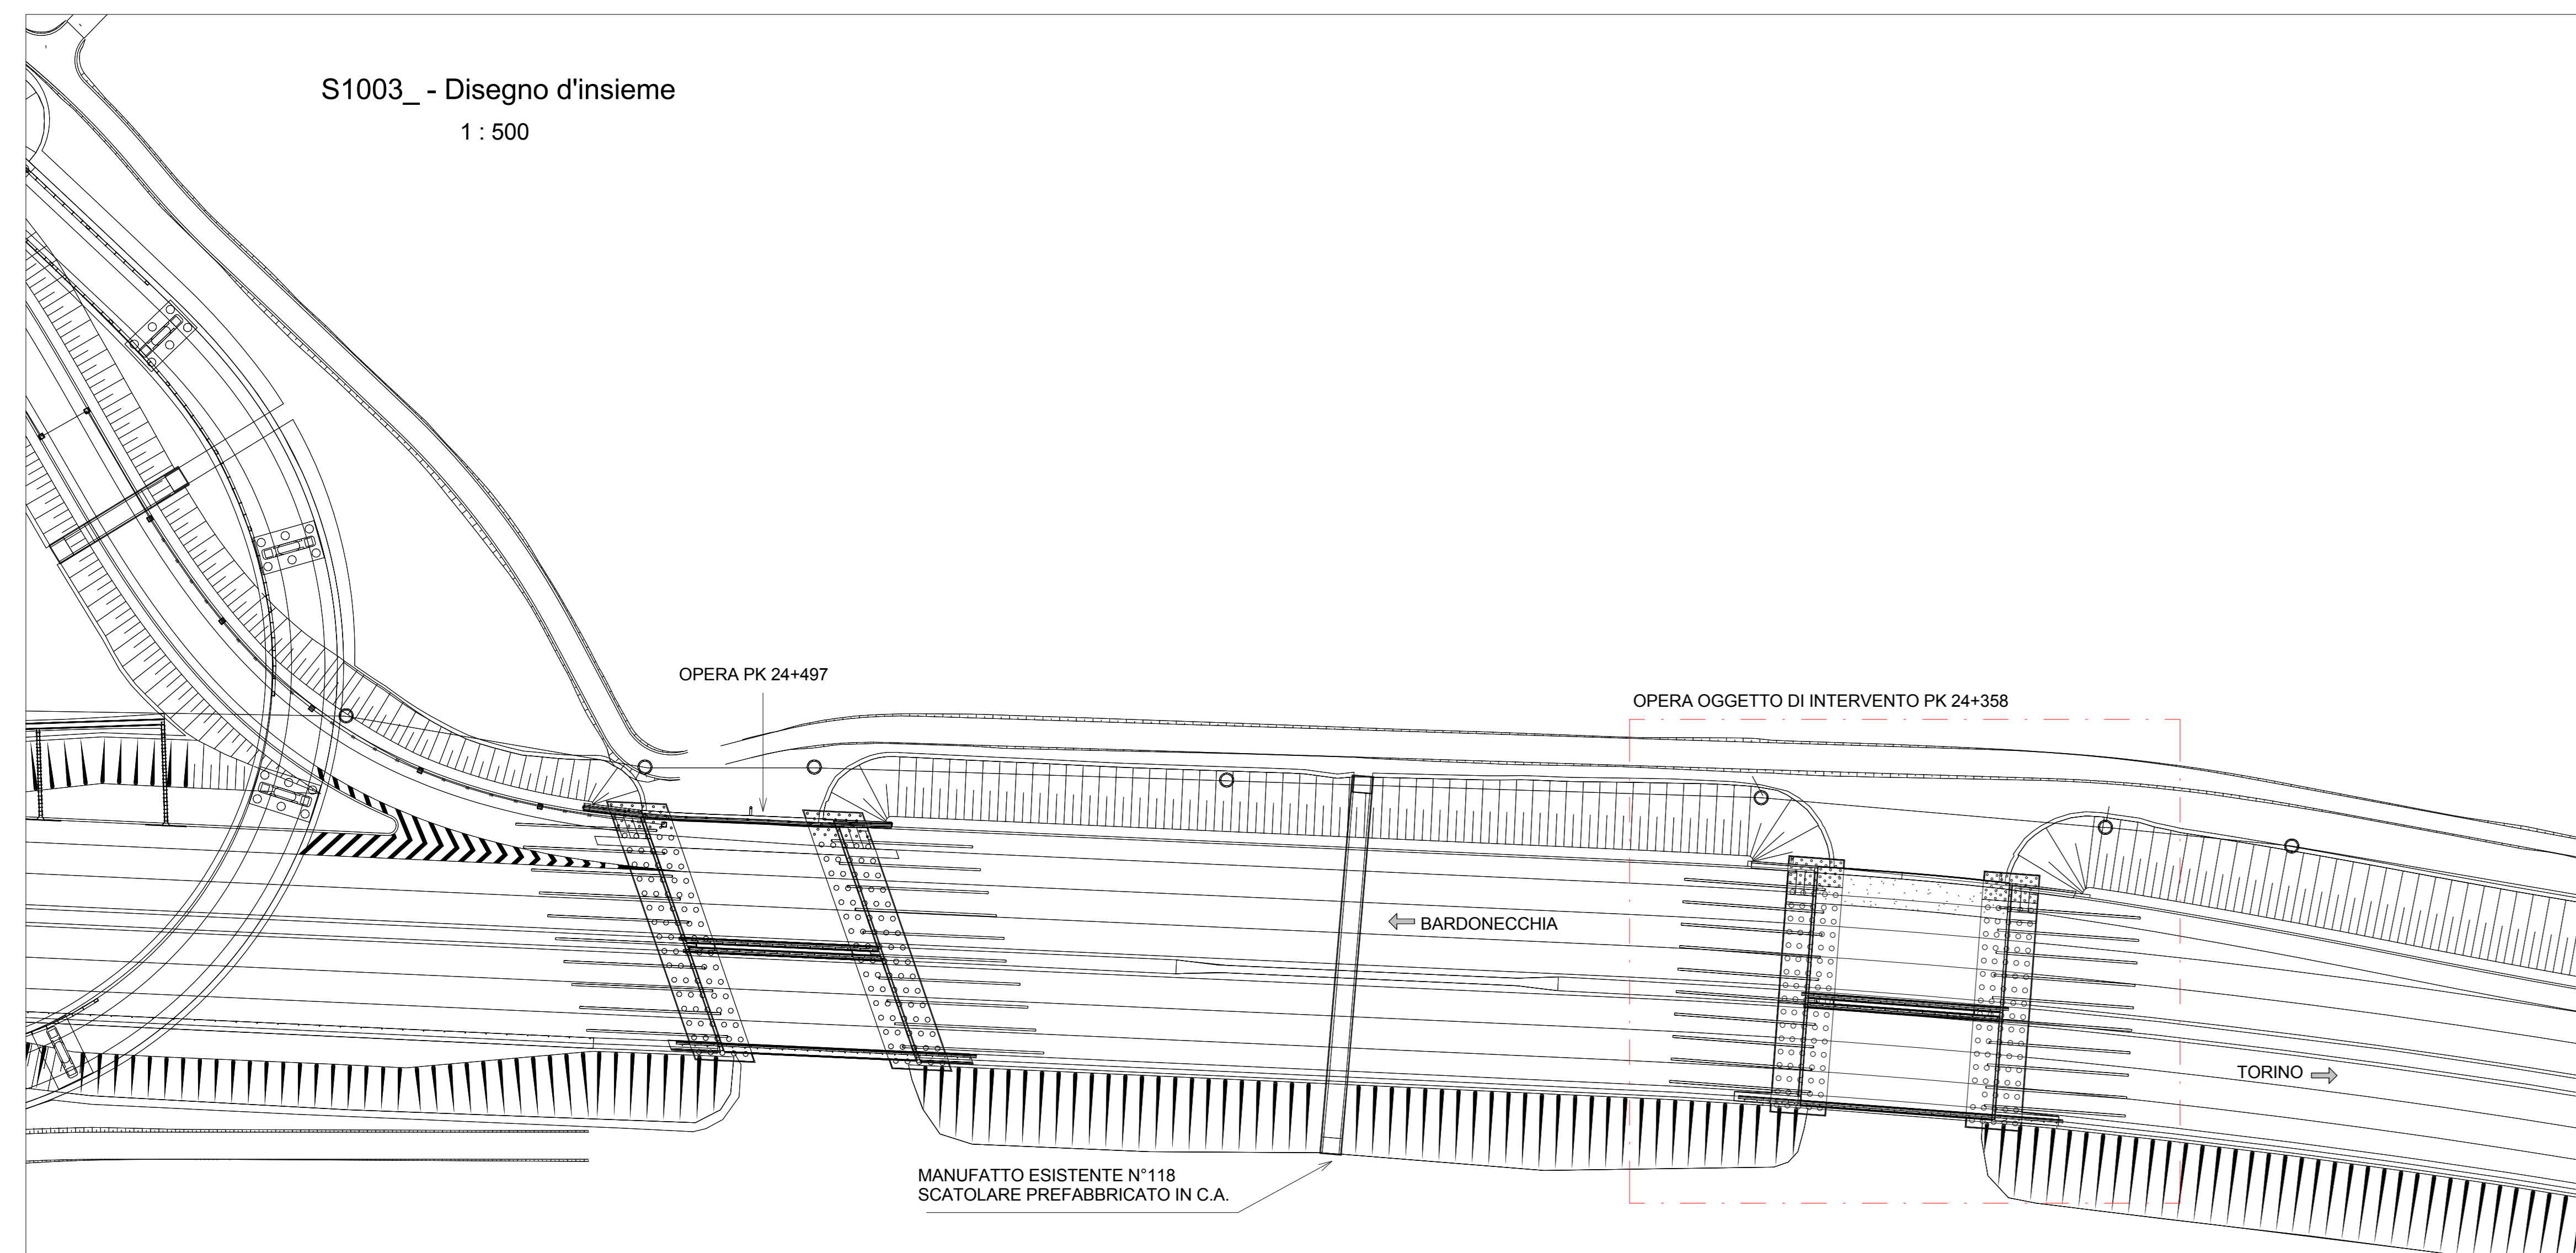 S1003_ - Disegno d'insieme
1 : 500
OPERA PK 24+497
OPERA OGGETTO DI INTERVENTO PK 24+358
BARDONECCHIA
TORINO
MANUFATTO ESISTENTE N°118
SCATOLARE PREFABBRICATO IN C.A.